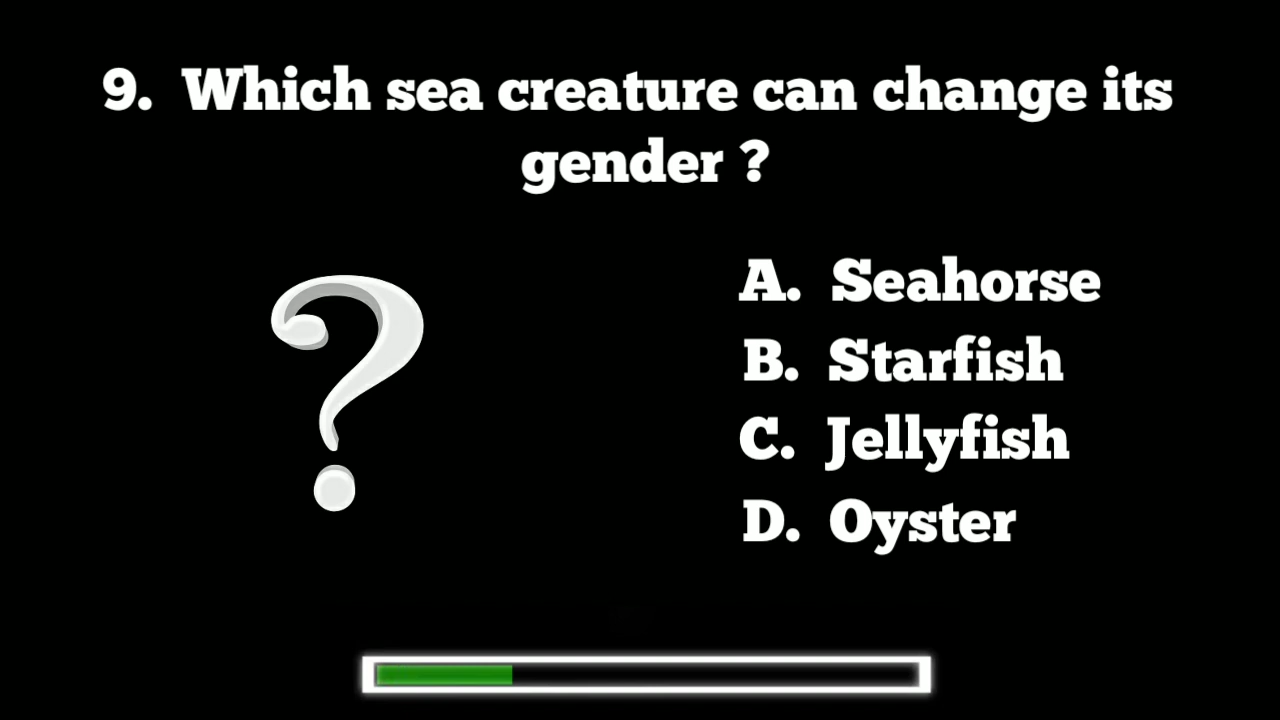 9. Which sea creature can change its
gender ?
?
A. Seahorse
B. Starfish
C. Jellyfish
D. Oyster